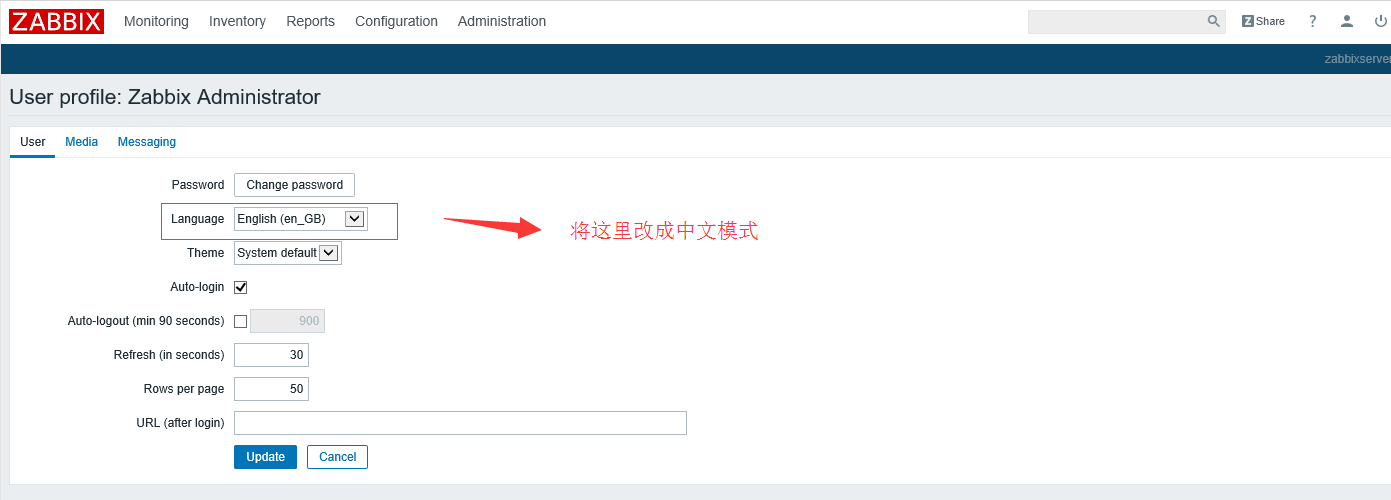 ZABBIX Monitoring Inventory Reports Configuration Administration Z Share ?
zabbixserver
User profile: Zabbix Administrator
User Media Messaging
Password Change password
Language English (en_GB)
将这里改成中文模式
Theme System default
Auto-login
Auto-logout (min 90 seconds) 900
Refresh (in seconds) 30
Rows per page 50
URL (after login)
Update Cancel